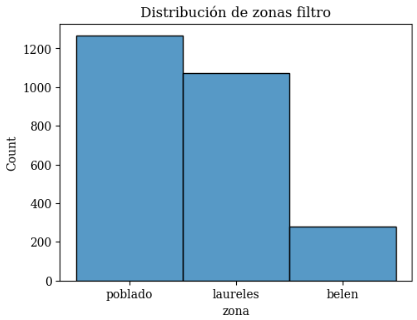 Distribución de zonas filtro
Count
1200
1000
800
600
400
200
0
poblado laureles belen
zona